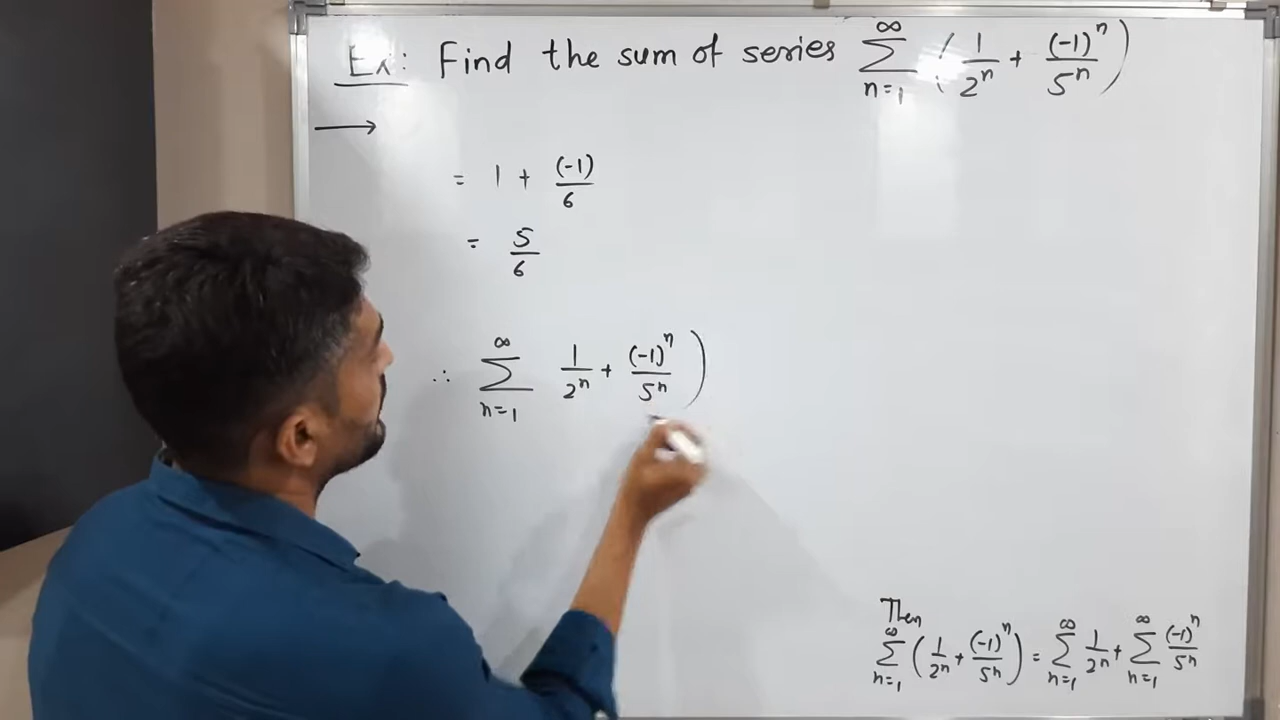 Ex: Find the sum of series ∑_{n=1}^{∞} ( 1/2^n + (-1)^n/5^n )
⟶
= 1 + (-1)/6
= 5/6
∴ ∑_{n=1}^{∞} 1/2^n + (-1)^n/5^n )
Then
∑_{n=1}^{∞} ( 1/2^n + (-1)^n/5^n ) = ∑_{n=1}^{∞} 1/2^n + ∑_{n=1}^{∞} (-1)^n/5^n